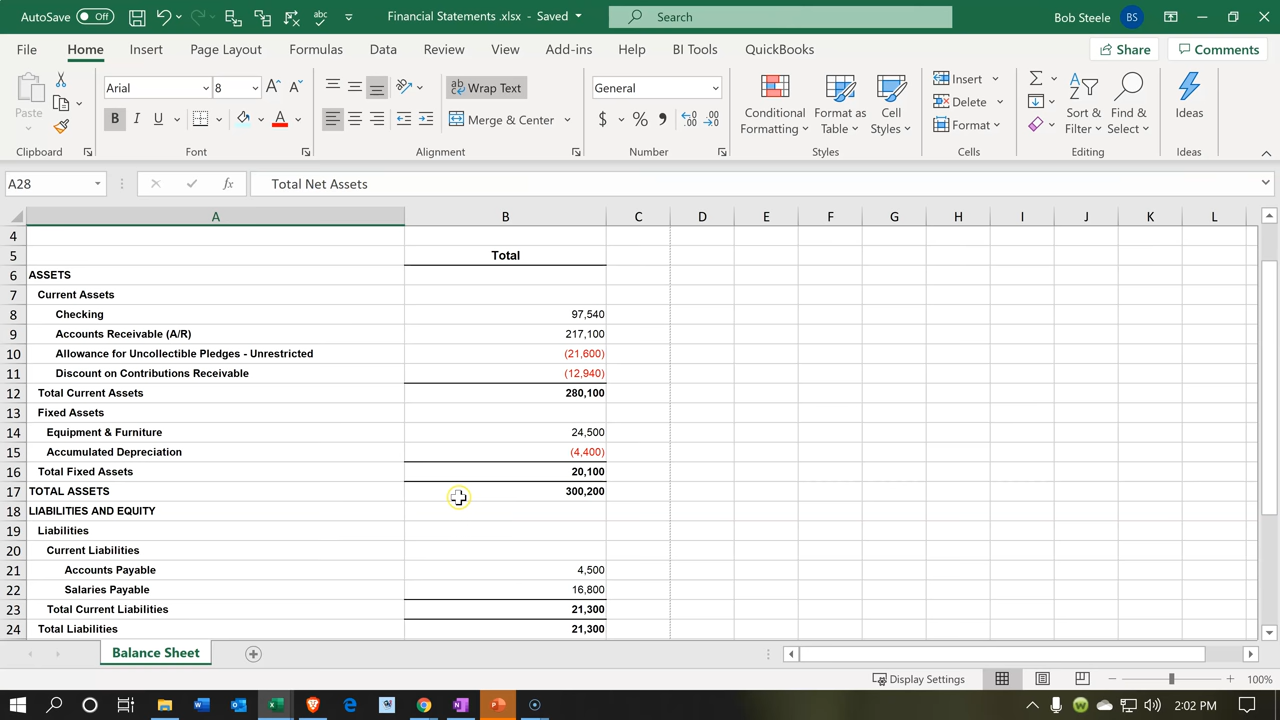 AutoSave Off Financial Statements .xlsx - Saved Search Bob Steele BS
File Home Insert Page Layout Formulas Data Review View Add-ins Help BI Tools QuickBooks Share Comments
Paste
Clipboard
Arial 8
B I U
Font
Wrap Text
Merge & Center
Alignment
General
$ % ,
Number
Conditional Formatting
Format as Table
Cell Styles
Styles
Insert
Delete
Format
Cells
Sort & Filter
Find & Select
Editing
Ideas
Ideas
A28 fx Total Net Assets
A B C D E F G H I J K L
4
5 Total
6 ASSETS
7 Current Assets
8 Checking 97,540
9 Accounts Receivable (A/R) 217,100
10 Allowance for Uncollectible Pledges - Unrestricted (21,600)
11 Discount on Contributions Receivable (12,940)
12 Total Current Assets 280,100
13 Fixed Assets
14 Equipment & Furniture 24,500
15 Accumulated Depreciation (4,400)
16 Total Fixed Assets 20,100
17 TOTAL ASSETS 300,200
18 LIABILITIES AND EQUITY
19 Liabilities
20 Current Liabilities
21 Accounts Payable 4,500
22 Salaries Payable 16,800
23 Total Current Liabilities 21,300
24 Total Liabilities 21,300
Balance Sheet
Display Settings 100%
2:02 PM